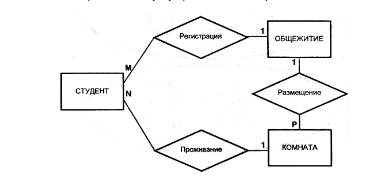 Регистрация
1
ОБЩЕЖИТИЕ
1
M
СТУДЕНТ
N
Размещение
P
Проживание
1
КОМНАТА